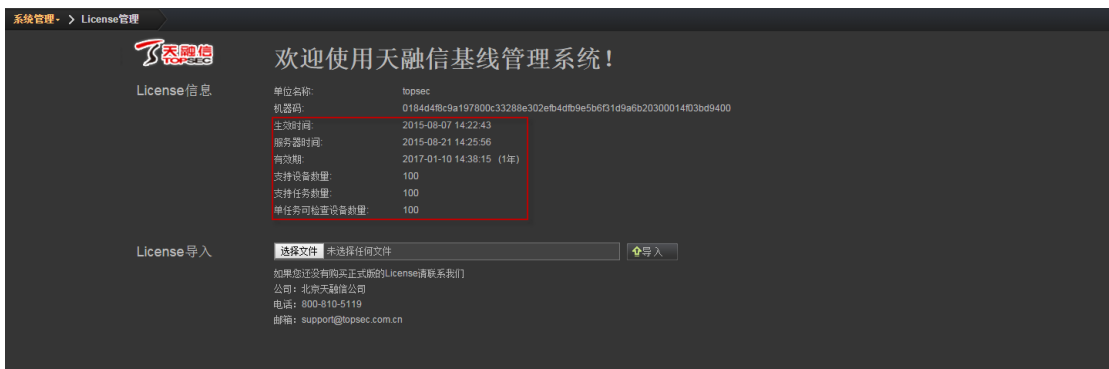 系统管理 > License管理
天融信
TOPSEC
欢迎使用天融信基线管理系统!
License信息
单位名称: topsec
机器码: 0184d4f8c9a197800c33288e302efb4dfb9e5b6f31d9a6b20300014f03bd9400
生效时间: 2015-08-07 14:22:43
服务器时间: 2015-08-21 14:25:56
有效期: 2017-01-10 14:38:15 (1年)
支持设备数量: 100
支持任务数量: 100
单任务可检查设备数量: 100
License导入 选择文件 未选择任何文件 导入
如果您还没有购买正式版的License请联系我们
公司：北京天融信公司
电话：800-810-5119
邮箱：support@topsec.com.cn